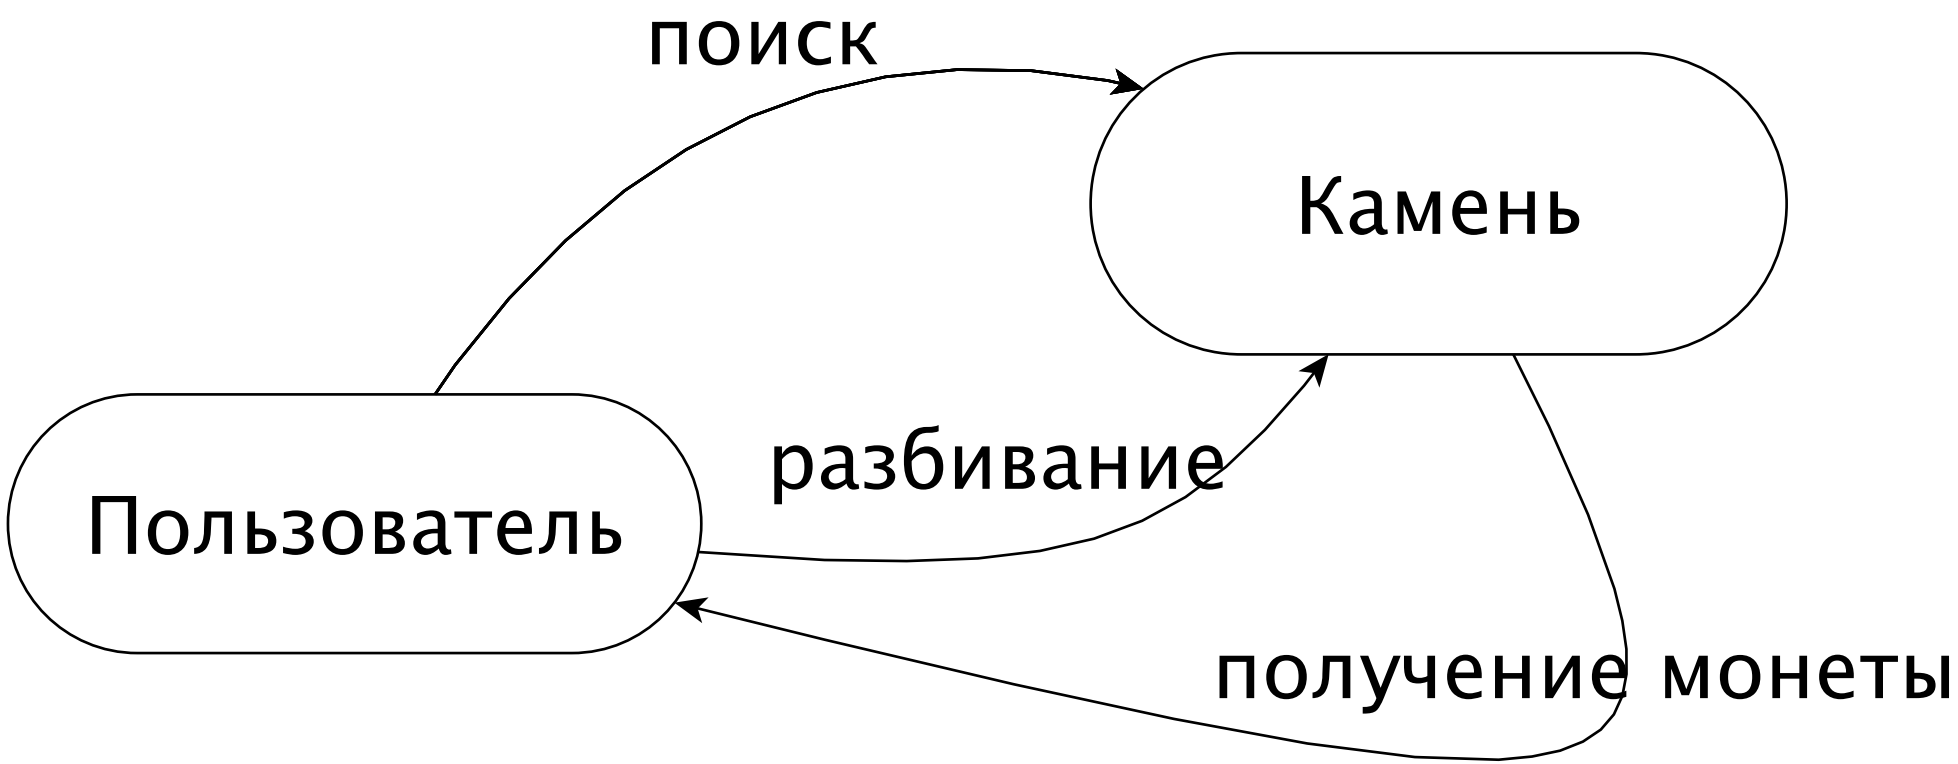 поиск
Камень
разбивание
Пользователь
получение монеты